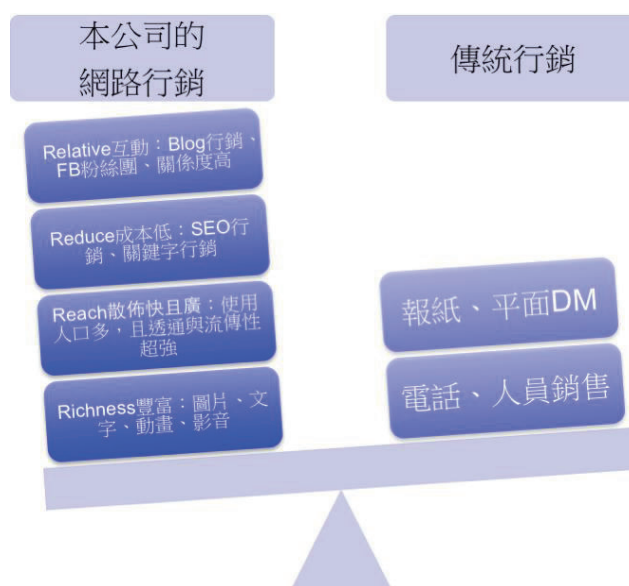 本公司的
網路行銷
傳統行銷
Relative互動：Blog行銷、
FB粉絲團、關係度高
Reduce成本低：SEO行
銷、關鍵字行銷
Reach散佈快且廣：使用
人口多，且透通與流傳性
超強
Richness豐富：圖片、文
字、動畫、影音
報紙、平面DM
電話、人員銷售